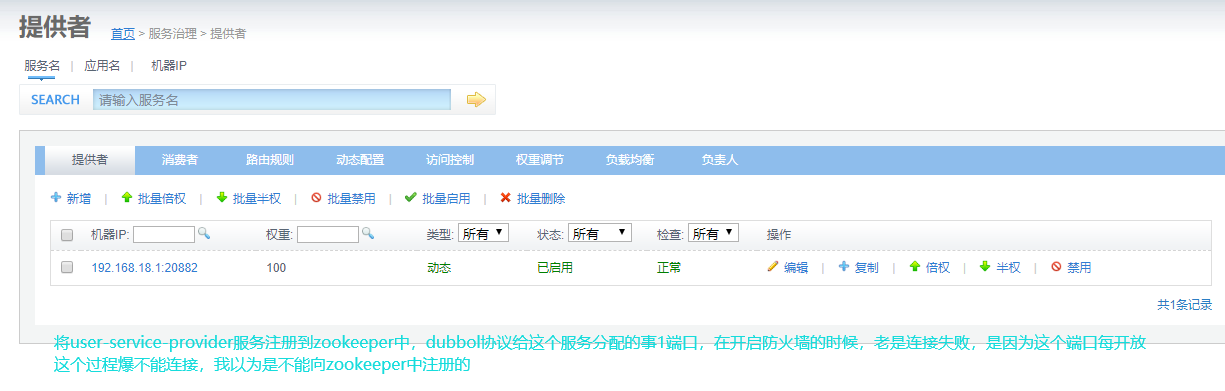 提供者 首页 > 服务治理 > 提供者
服务名 | 应用名 | 机器IP
SEARCH 请输入服务名
提供者 消费者 路由规则 动态配置 访问控制 权重调节 负载均衡 负责人
新增 | 批量倍权 | 批量半权 | 批量禁用 | 批量启用 | 批量删除
机器IP: 权重: 类型: 所有 状态: 所有 检查: 所有 操作
192.168.18.1:20882 100 动态 已启用 正常 编辑 | 复制 | 倍权 | 半权 | 禁用
共1条记录
将user-service-provider服务注册到zookeeper中，dubbol协议给这个服务分配的事1端口，在开启防火墙的时候，老是连接失败，是因为这个端口每开放
这个过程爆不能连接，我以为是不能向zookeeper中注册的